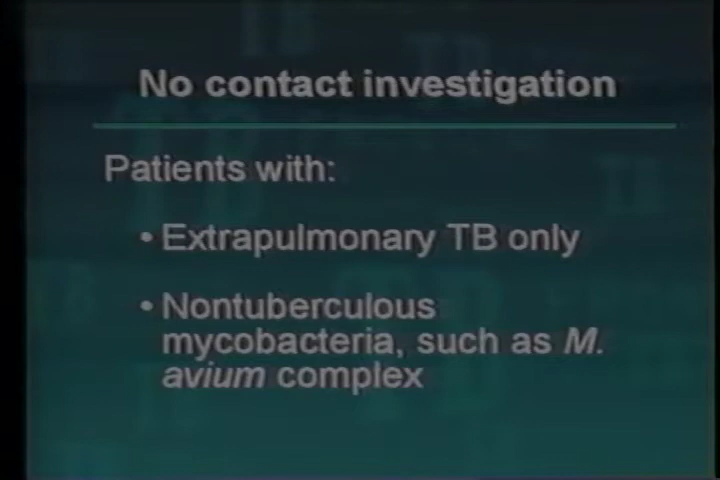 No contact investigation
Patients with:
• Extrapulmonary TB only
• Nontuberculous
mycobacteria, such as M.
avium complex